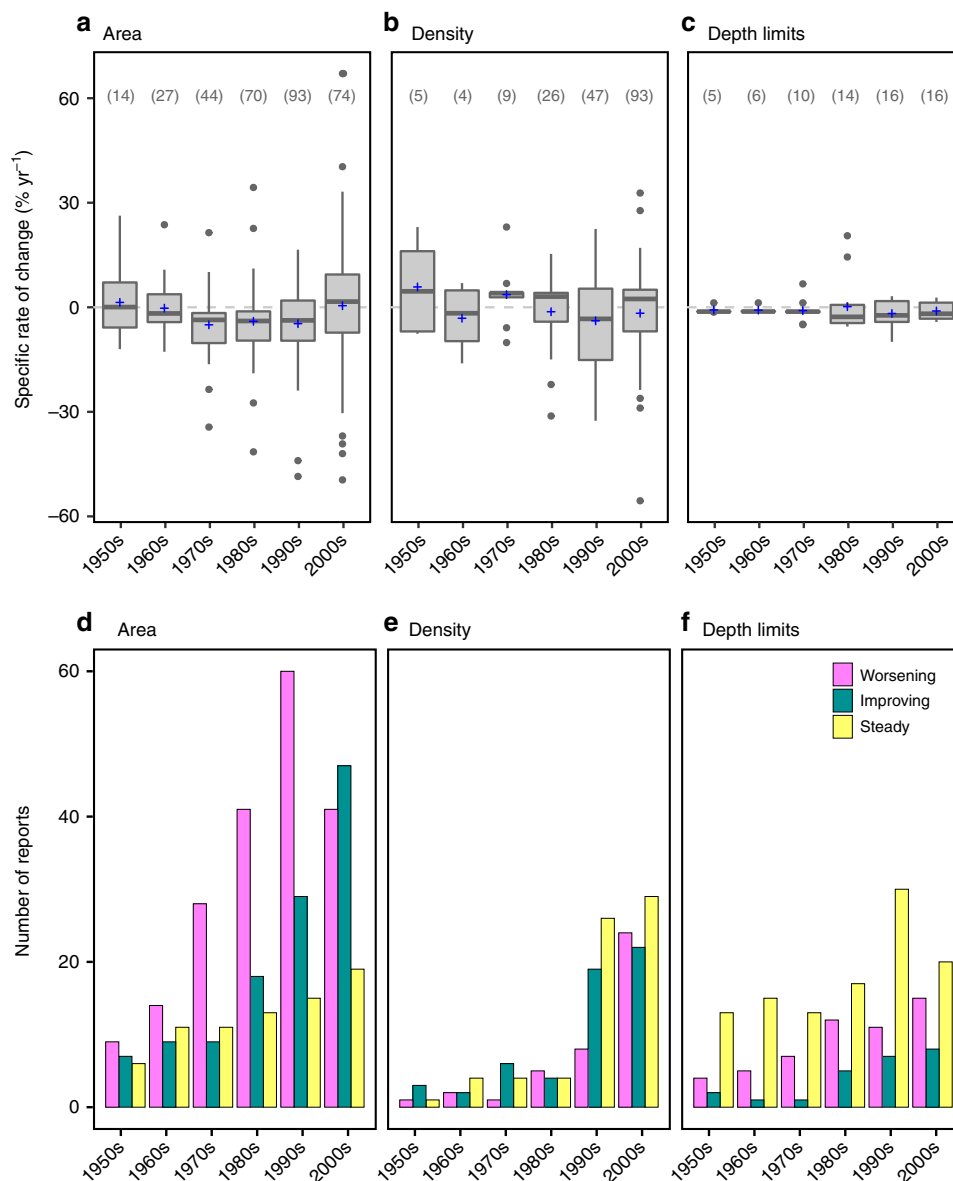 a Area
b Density
c Depth limits
Specific rate of change (% yr⁻¹)
60
30
0
−30
−60
(14) (27) (44) (70) (93) (74)
(5) (4) (9) (26) (47) (93)
(5) (6) (10) (14) (16) (16)
1950s 1960s 1970s 1980s 1990s 2000s
1950s 1960s 1970s 1980s 1990s 2000s
1950s 1960s 1970s 1980s 1990s 2000s
d Area
e Density
f Depth limits
Number of reports
60
40
20
0
Worsening
Improving
Steady
1950s 1960s 1970s 1980s 1990s 2000s
1950s 1960s 1970s 1980s 1990s 2000s
1950s 1960s 1970s 1980s 1990s 2000s